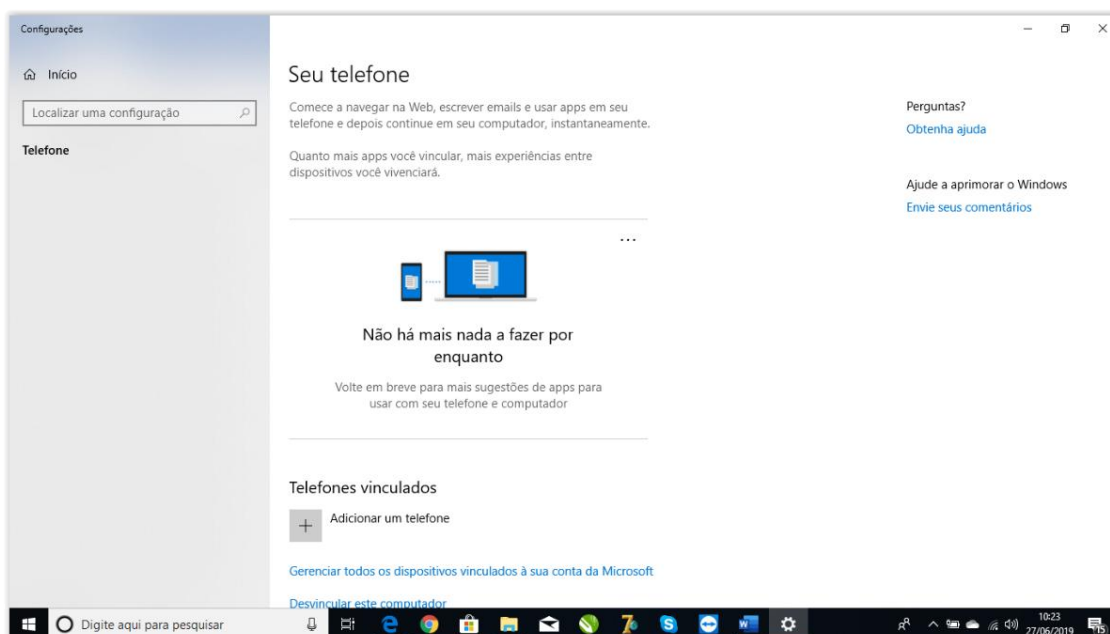 Configurações
Início
Localizar uma configuração
Telefone
Seu telefone
Comece a navegar na Web, escrever emails e usar apps em seu
telefone e depois continue em seu computador, instantaneamente.
Quanto mais apps você vincular, mais experiências entre
dispositivos você vivenciará.
...
Não há mais nada a fazer por
enquanto
Volte em breve para mais sugestões de apps para
usar com seu telefone e computador
Telefones vinculados
Adicionar um telefone
Gerenciar todos os dispositivos vinculados à sua conta da Microsoft
Desvincular este computador
Perguntas?
Obtenha ajuda
Ajude a aprimorar o Windows
Envie seus comentários
Digite aqui para pesquisar
10:23
27/06/2019
15